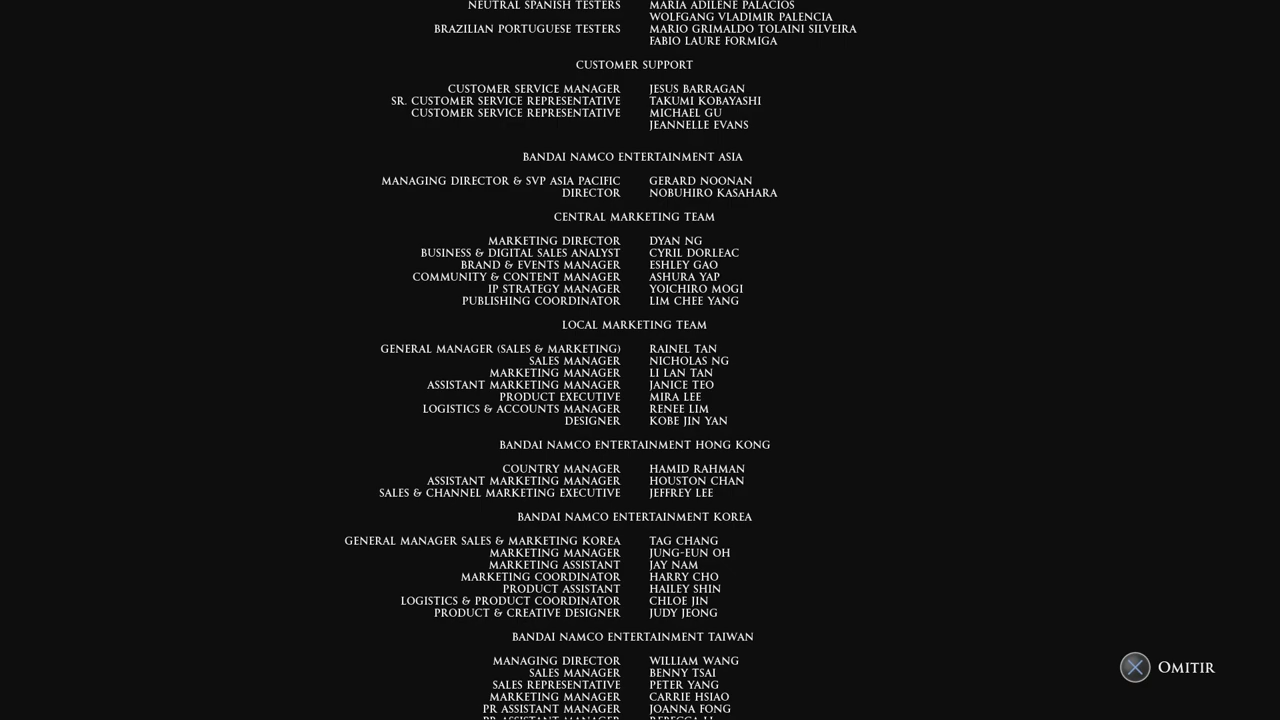 NEUTRAL SPANISH TESTERS MARIA ADILENE PALACIOS
WOLFGANG VLADIMIR PALENCIA
BRAZILIAN PORTUGUESE TESTERS MARIO GRIMALDO TOLAINI SILVEIRA
FABIO LAURE FORMIGA
CUSTOMER SUPPORT
CUSTOMER SERVICE MANAGER JESUS BARRAGAN
SR. CUSTOMER SERVICE REPRESENTATIVE TAKUMI KOBAYASHI
CUSTOMER SERVICE REPRESENTATIVE MICHAEL GU
JEANNELLE EVANS
BANDAI NAMCO ENTERTAINMENT ASIA
MANAGING DIRECTOR & SVP ASIA PACIFIC GERARD NOONAN
DIRECTOR NOBUHIRO KASAHARA
CENTRAL MARKETING TEAM
MARKETING DIRECTOR DYAN NG
BUSINESS & DIGITAL SALES ANALYST CYRIL DORLEAC
BRAND & EVENTS MANAGER ESHLEY GAO
COMMUNITY & CONTENT MANAGER ASHURA YAP
IP STRATEGY MANAGER YOICHIRO MOGI
PUBLISHING COORDINATOR LIM CHEE YANG
LOCAL MARKETING TEAM
GENERAL MANAGER (SALES & MARKETING) RAINEL TAN
SALES MANAGER NICHOLAS NG
MARKETING MANAGER LI LAN TAN
ASSISTANT MARKETING MANAGER JANICE TEO
PRODUCT EXECUTIVE MIRA LEE
LOGISTICS & ACCOUNTS MANAGER RENEE LIM
DESIGNER KOBE JIN YAN
BANDAI NAMCO ENTERTAINMENT HONG KONG
COUNTRY MANAGER HAMID RAHMAN
ASSISTANT MARKETING MANAGER HOUSTON CHAN
SALES & CHANNEL MARKETING EXECUTIVE JEFFREY LEE
BANDAI NAMCO ENTERTAINMENT KOREA
GENERAL MANAGER SALES & MARKETING KOREA TAG CHANG
MARKETING MANAGER JUNG-EUN OH
MARKETING ASSISTANT JAY NAM
MARKETING COORDINATOR HARRY CHO
PRODUCT ASSISTANT HAILEY SHIN
LOGISTICS & PRODUCT COORDINATOR CHLOE JIN
PRODUCT & CREATIVE DESIGNER JUDY JEONG
BANDAI NAMCO ENTERTAINMENT TAIWAN
MANAGING DIRECTOR WILLIAM WANG
SALES MANAGER BENNY TSAI
SALES REPRESENTATIVE PETER YANG
MARKETING MANAGER CARRIE HSIAO
PR ASSISTANT MANAGER JOANNA FONG
PR ASSISTANT MANAGER REBECCA LI
OMITIR